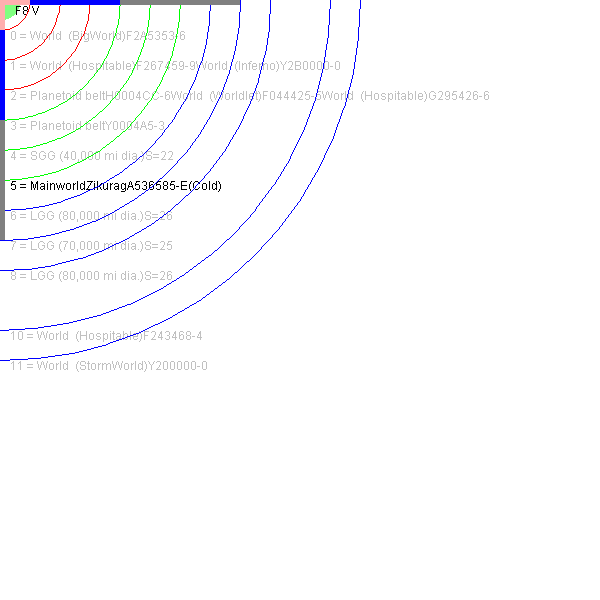 F8 V
0 = World  (BigWorld)F2A5353-6
1 = World  (Hospitable)F267459-9World  (Inferno)Y2B0000-0
2 = Planetoid beltH0004CC-6World  (Worldlet)F044425-5World  (Hospitable)G295426-6
3 = Planetoid beltY0004A5-3
4 = SGG (40,000 mi dia.)S=22
5 = MainworldZikuragA536585-E(Cold)
6 = LGG (80,000 mi dia.)S=26
7 = LGG (70,000 mi dia.)S=25
8 = LGG (80,000 mi dia.)S=26
10 = World  (Hospitable)F243468-4
11 = World  (StormWorld)Y200000-0